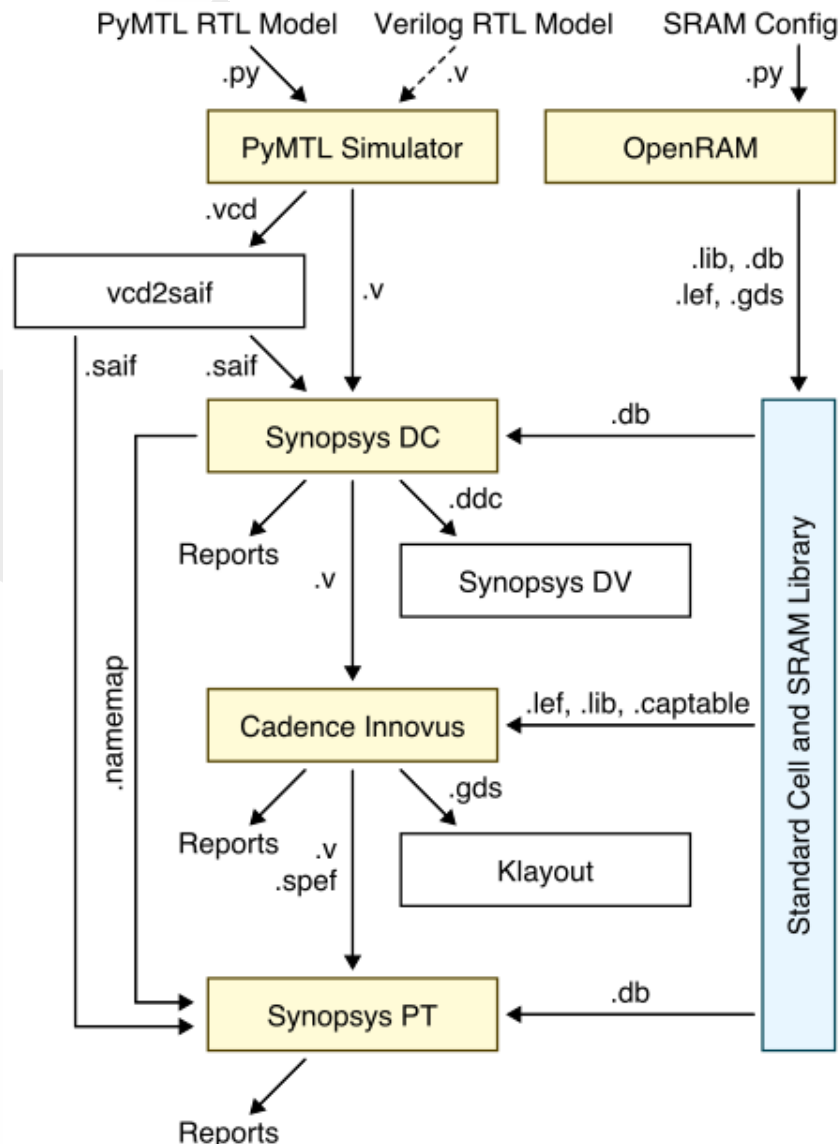 PyMTL RTL Model
Verilog RTL Model
SRAM Config
.py
.v
.py
PyMTL Simulator
OpenRAM
.vcd
.v
.lib, .db
.lef, .gds
vcd2saif
.saif
.saif
Synopsys DC
.db
Reports
.v
.ddc
Synopsys DV
.namemap
Standard Cell and SRAM Library
Cadence Innovus
.lef, .lib, .captable
Reports
.v
.spef
.gds
Klayout
Synopsys PT
.db
Reports